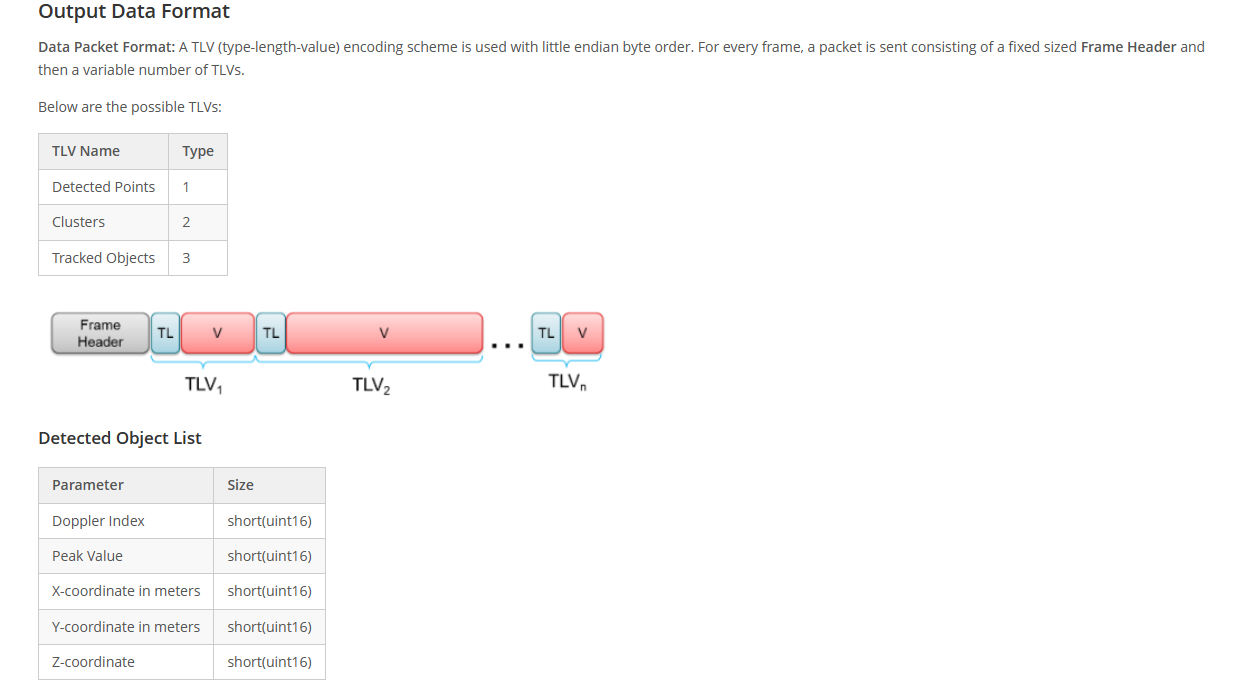 Output Data Format
Data Packet Format: A TLV (type-length-value) encoding scheme is used with little endian byte order. For every frame, a packet is sent consisting of a fixed sized Frame Header and
then a variable number of TLVs.
Below are the possible TLVs:
TLV Name Type
Detected Points 1
Clusters 2
Tracked Objects 3
Frame
Header TL V TL V ... TL V
TLV1 TLV2 TLVn
Detected Object List
Parameter Size
Doppler Index short(uint16)
Peak Value short(uint16)
X-coordinate in meters short(uint16)
Y-coordinate in meters short(uint16)
Z-coordinate short(uint16)